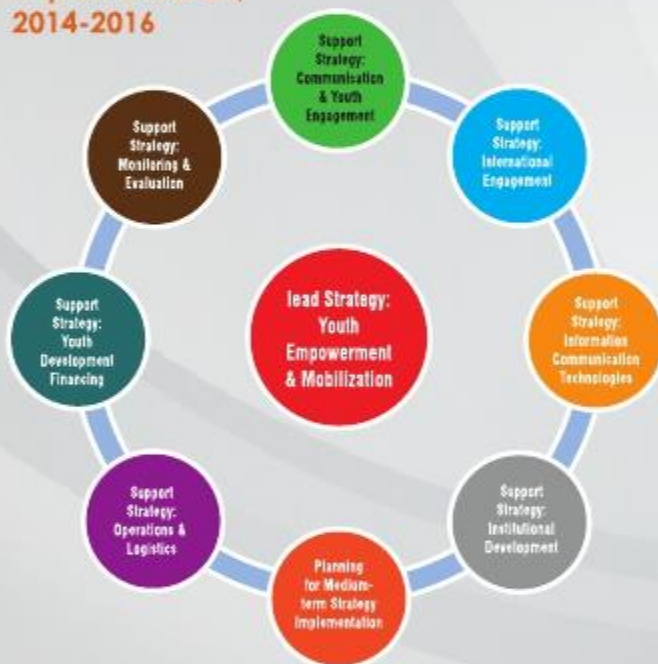 2014-2016
Support
Strategy:
Communication
& Youth
Engagement
Support
Strategy:
International
Engagement
Support
Strategy:
Information
Communication
Technologies
Support
Strategy:
Institutional
Development
Planning
for Medium-
term Strategy
Implementation
Support
Strategy:
Operations &
Logistics
Support
Strategy:
Youth
Development
Financing
Support
Strategy:
Monitoring &
Evaluation
lead Strategy:
Youth
Empowerment
& Mobilization